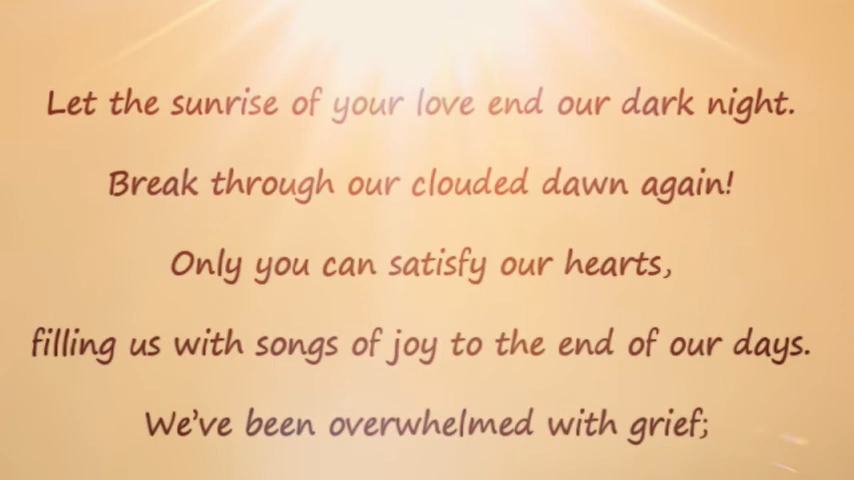 Let the sunrise of your love end our dark night.
Break through our clouded dawn again!
Only you can satisfy our hearts,
filling us with songs of joy to the end of our days.
We've been overwhelmed with grief;